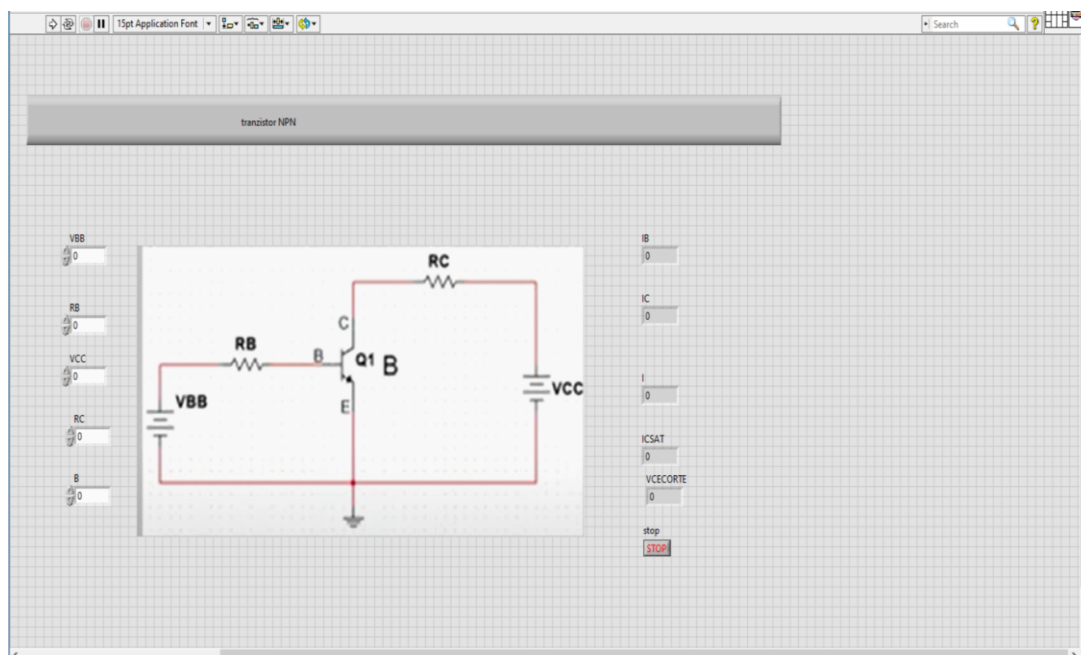 15pt Application Font
Search
?
tranzistor NPN
VBB
0
RB
0
VCC
0
RC
0
B
0
RC
C
RB
B
Q1
B
VBB
E
VCC
IB
0
IC
0
I
0
ICSAT
0
VCECORTE
0
stop
STOP